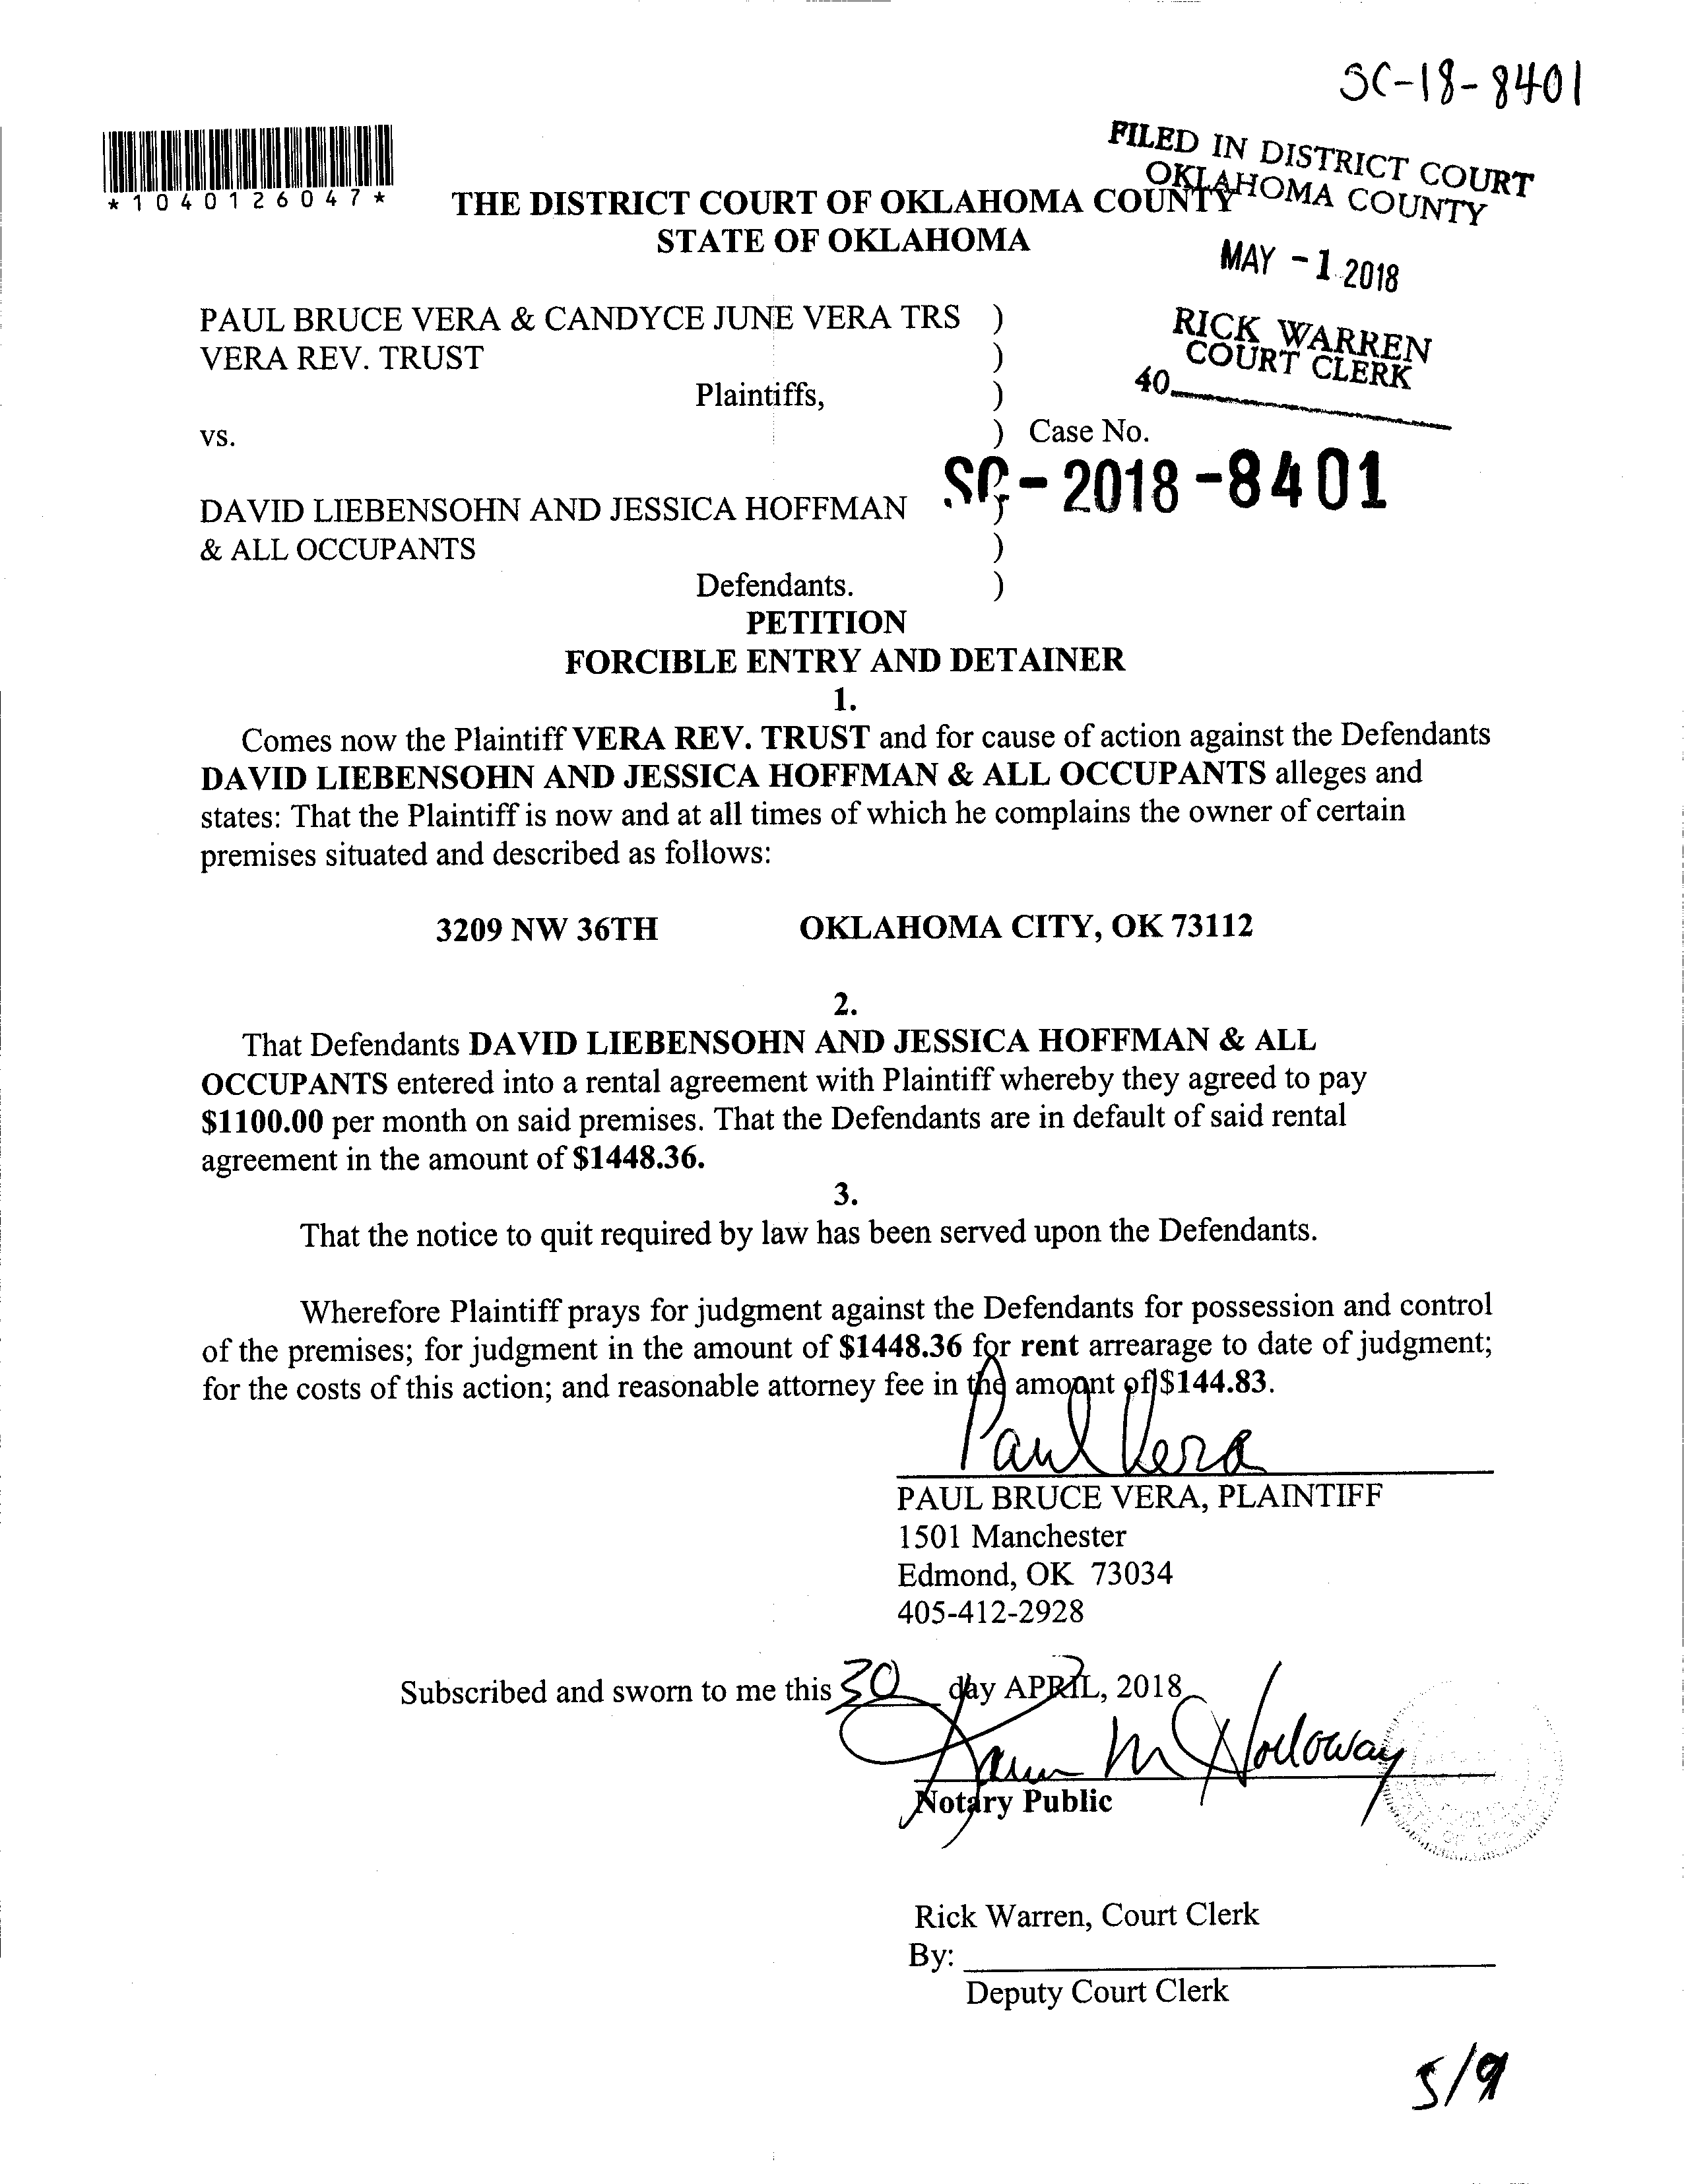 SC-18-8401
*1040126047*
FILED IN DISTRICT COURT
OKLAHOMA COUNTY
THE DISTRICT COURT OF OKLAHOMA COUNTY
STATE OF OKLAHOMA
MAY -1 2018
PAUL BRUCE VERA & CANDYCE JUNE VERA TRS )
VERA REV. TRUST )
RICK WARREN
COURT CLERK
40
Plaintiffs, )
vs. ) Case No.
SC-2018-8401
DAVID LIEBENSOHN AND JESSICA HOFFMAN )
& ALL OCCUPANTS )
Defendants. )
PETITION
FORCIBLE ENTRY AND DETAINER
1.
Comes now the Plaintiff VERA REV. TRUST and for cause of action against the Defendants
DAVID LIEBENSOHN AND JESSICA HOFFMAN & ALL OCCUPANTS alleges and
states: That the Plaintiff is now and at all times of which he complains the owner of certain
premises situated and described as follows:
3209 NW 36TH OKLAHOMA CITY, OK 73112
2.
That Defendants DAVID LIEBENSOHN AND JESSICA HOFFMAN & ALL
OCCUPANTS entered into a rental agreement with Plaintiff whereby they agreed to pay
$1100.00 per month on said premises. That the Defendants are in default of said rental
agreement in the amount of $1448.36.
3.
That the notice to quit required by law has been served upon the Defendants.
Wherefore Plaintiff prays for judgment against the Defendants for possession and control
of the premises; for judgment in the amount of $1448.36 for rent arrearage to date of judgment;
for the costs of this action; and reasonable attorney fee in the amount of $144.83.
Paul Vera
PAUL BRUCE VERA, PLAINTIFF
1501 Manchester
Edmond, OK 73034
405-412-2928
Subscribed and sworn to me this 30 day APRIL, 2018
M Holloway
Notary Public
Rick Warren, Court Clerk
By:
Deputy Court Clerk
5/9